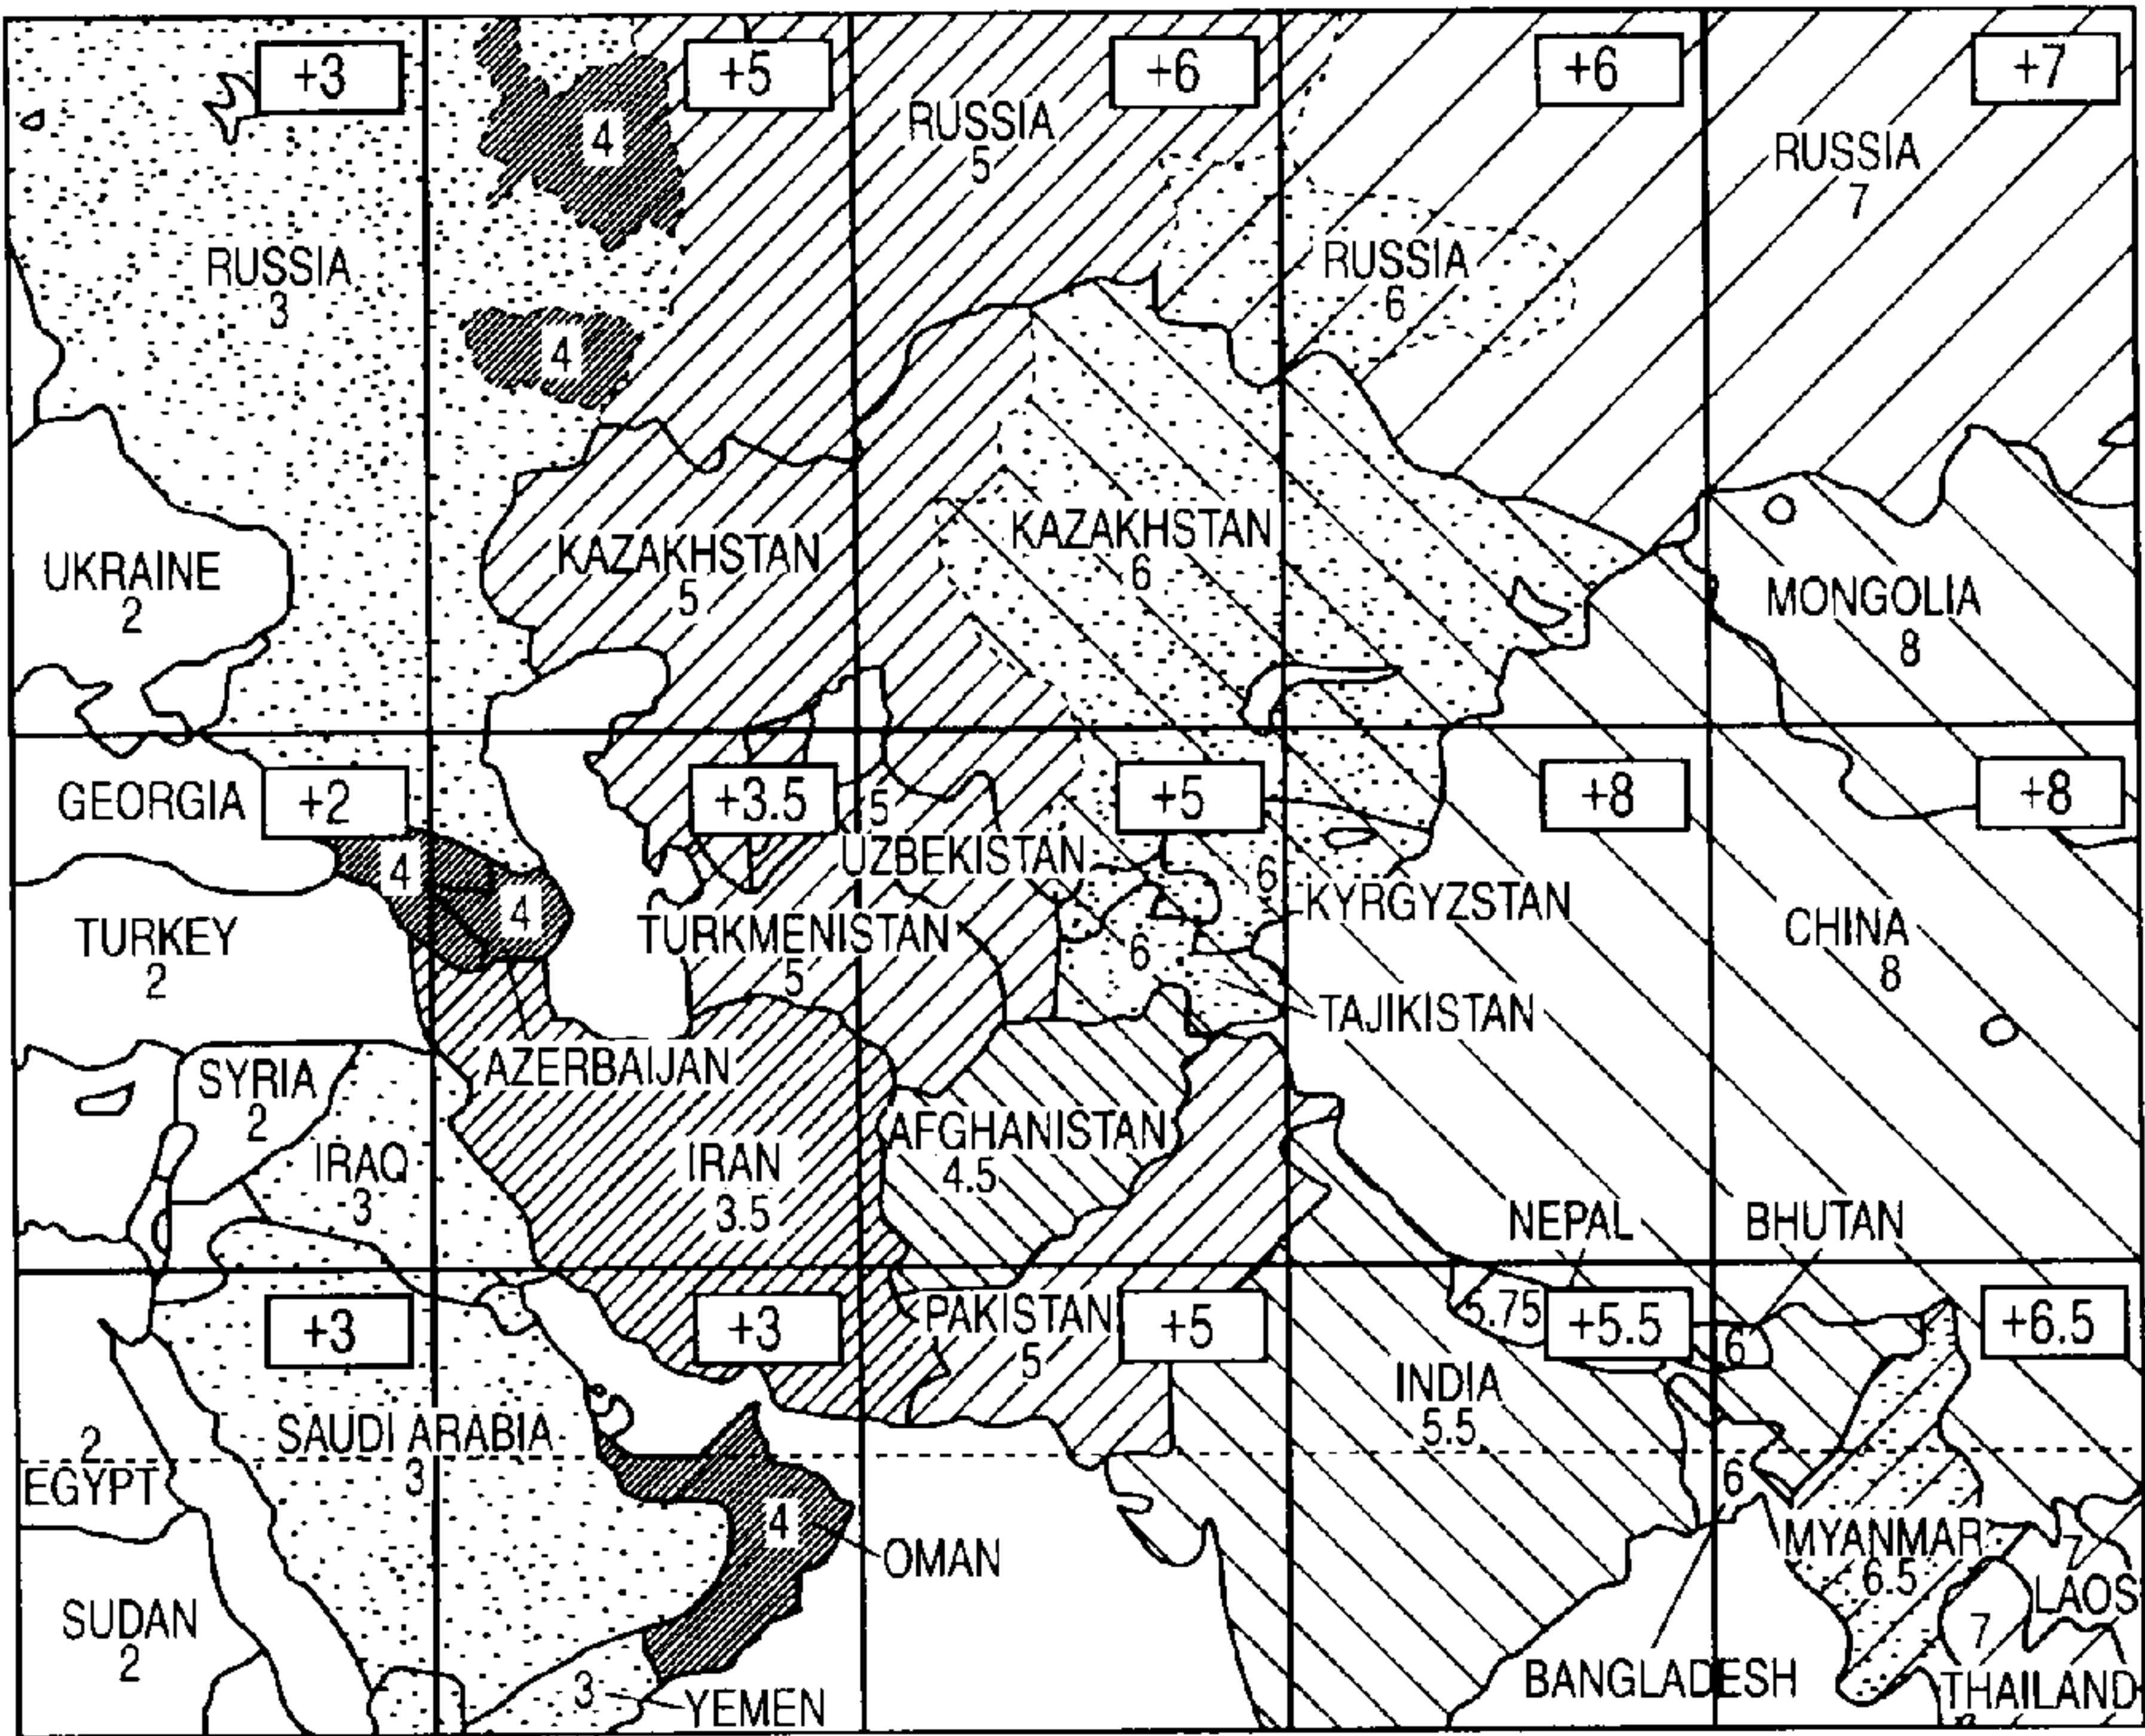 +3
+5
+6
+6
+7
4
RUSSIA
5
RUSSIA
7
RUSSIA
3
RUSSIA
6
4
UKRAINE
2
KAZAKHSTAN
5
KAZAKHSTAN
6
MONGOLIA
8
GEORGIA
+2
+3.5
5
+5
+8
+8
UZBEKISTAN
4
4
6
KYRGYZSTAN
TURKEY
2
TURKMENISTAN
5
6
CHINA
8
TAJIKISTAN
SYRIA
2
AZERBAIJAN
IRAQ
3
IRAN
3.5
AFGHANISTAN
4.5
NEPAL
BHUTAN
+3
+3
PAKISTAN
5
+5
5.75
+5.5
6
+6.5
INDIA
5.5
2
EGYPT
SAUDI ARABIA
3
6
4
OMAN
MYANMAR
6.5
7
LAOS
SUDAN
2
7
THAILAND
BANGLADESH
3
YEMEN